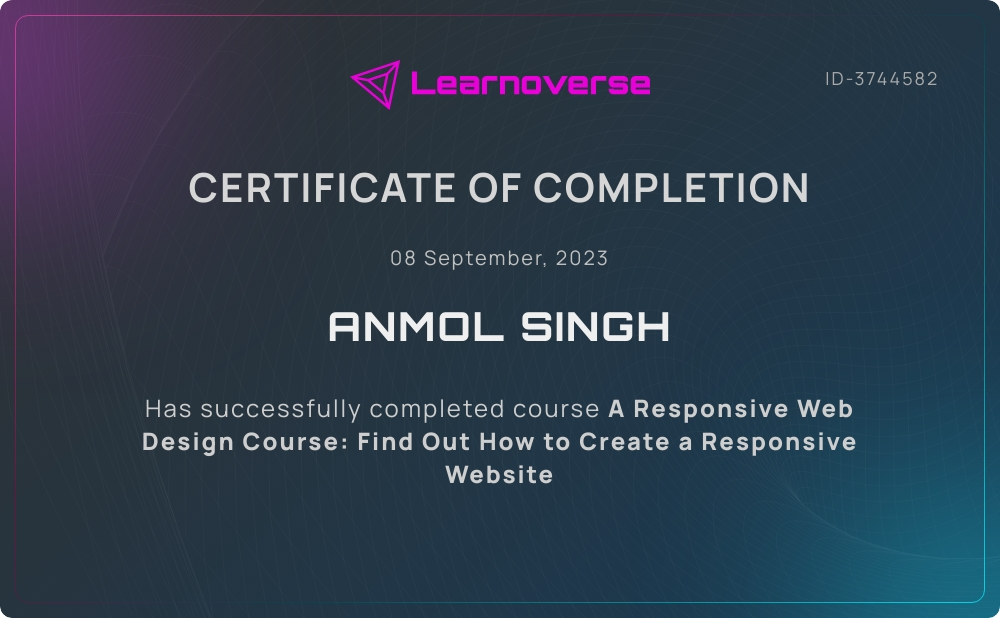 Learnoverse
ID-3744582
CERTIFICATE OF COMPLETION
08 September, 2023
ANMOL SINGH
Has successfully completed course A Responsive Web
Design Course: Find Out How to Create a Responsive
Website